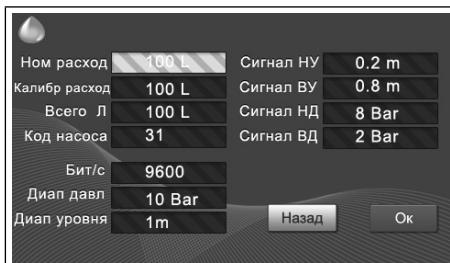 Ном расход 100 L
Калибр расход 100 L
Всего Л 100 L
Код насоса 31
Бит/с 9600
Диап давл 10 Bar
Диап уровня 1m
Сигнал НУ 0.2 m
Сигнал ВУ 0.8 m
Сигнал НД 8 Bar
Сигнал ВД 2 Bar
Назад
Ок